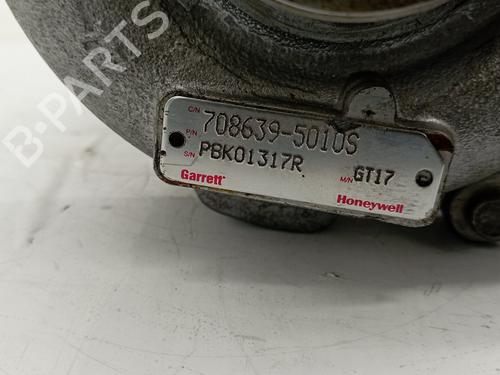 B-PARTS
C/N
P/N 708639-5010S
S/N PBK01317R
M/N GT17
Garrett
Honeywell